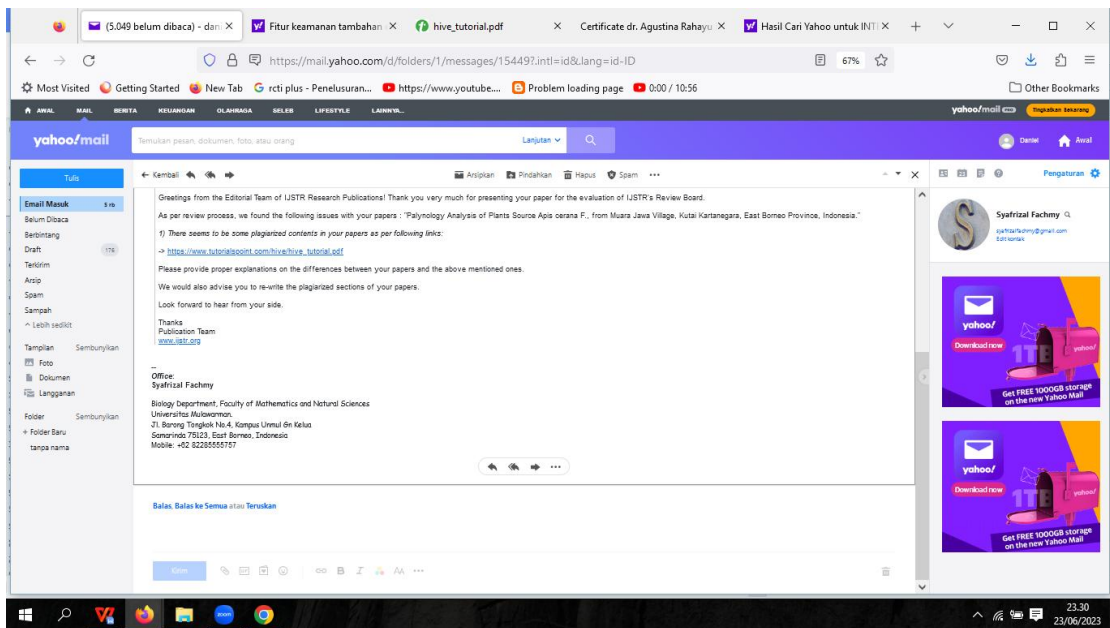 (5.049 belum dibaca) - dani
Fitur keamanan tambahan
hive_tutorial.pdf
Certificate dr. Agustina Rahayu
Hasil Cari Yahoo untuk INTI
https://mail.yahoo.com/d/folders/1/messages/15449?.intl=id&.lang=id-ID
67%
Most Visited
Getting Started
New Tab
rcti plus - Penelusuran...
https://www.youtube....
Problem loading page
0:00 / 10:56
Other Bookmarks
AWAL MAIL BERITA KEUANGAN OLAHRAGA SELEB LIFESTYLE LAINNYA...
yahoo!mail
Tingkatkan Sekarang
yahoo!mail
Temukan pesan, dokumen, foto, atau orang
Lanjutan
Daniel
Awal
Tulis
Kembali
Arsipkan
Pindahkan
Hapus
Spam
Pengaturan
Email Masuk 5 rb
Belum Dibaca
Berbintang
Draft 176
Terkirim
Arsip
Spam
Sampah
Lebih sedikit
Tampilan Sembunyikan
Foto
Dokumen
Langganan
Folder Sembunyikan
+ Folder Baru
tanpa nama
Greetings from the Editorial Team of IJSTR Research Publications! Thank you very much for presenting your paper for the evaluation of IJSTR's Review Board.
As per review process, we found the following issues with your papers : "Palynology Analysis of Plants Source Apis cerana F., from Muara Jawa Village, Kutai Kartanegara, East Borneo Province, Indonesia."
1) There seems to be some plagiarized contents in your papers as per following links:
-> https://www.tutorialspoint.com/hive/hive_tutorial.pdf
Please provide proper explanations on the differences between your papers and the above mentioned ones.
We would also advise you to re-write the plagiarized sections of your papers.
Look forward to hear from your side.
Thanks
Publication Team
www.ijstr.org
--
Office:
Syafrizal Fachmy
Biology Department, Faculty of Mathematics and Natural Sciences
Universitas Mulawarman.
Jl. Barong Tongkok No.4, Kampus Unmul Gn Kelua
Samarinda 75123, East Borneo, Indonesia
Mobile: +62 82285555757
Balas, Balas ke Semua atau Teruskan
Kirim
Syafrizal Fachmy
syafrizalfachmy@gmail.com
Edit kontak
yahoo!
Download now
1TB
yahoo!
Get FREE 1000GB storage
on the new Yahoo Mail
yahoo!
Download now
1TB
yahoo!
Get FREE 1000GB storage
on the new Yahoo Mail
zoom
23.30
23/06/2023